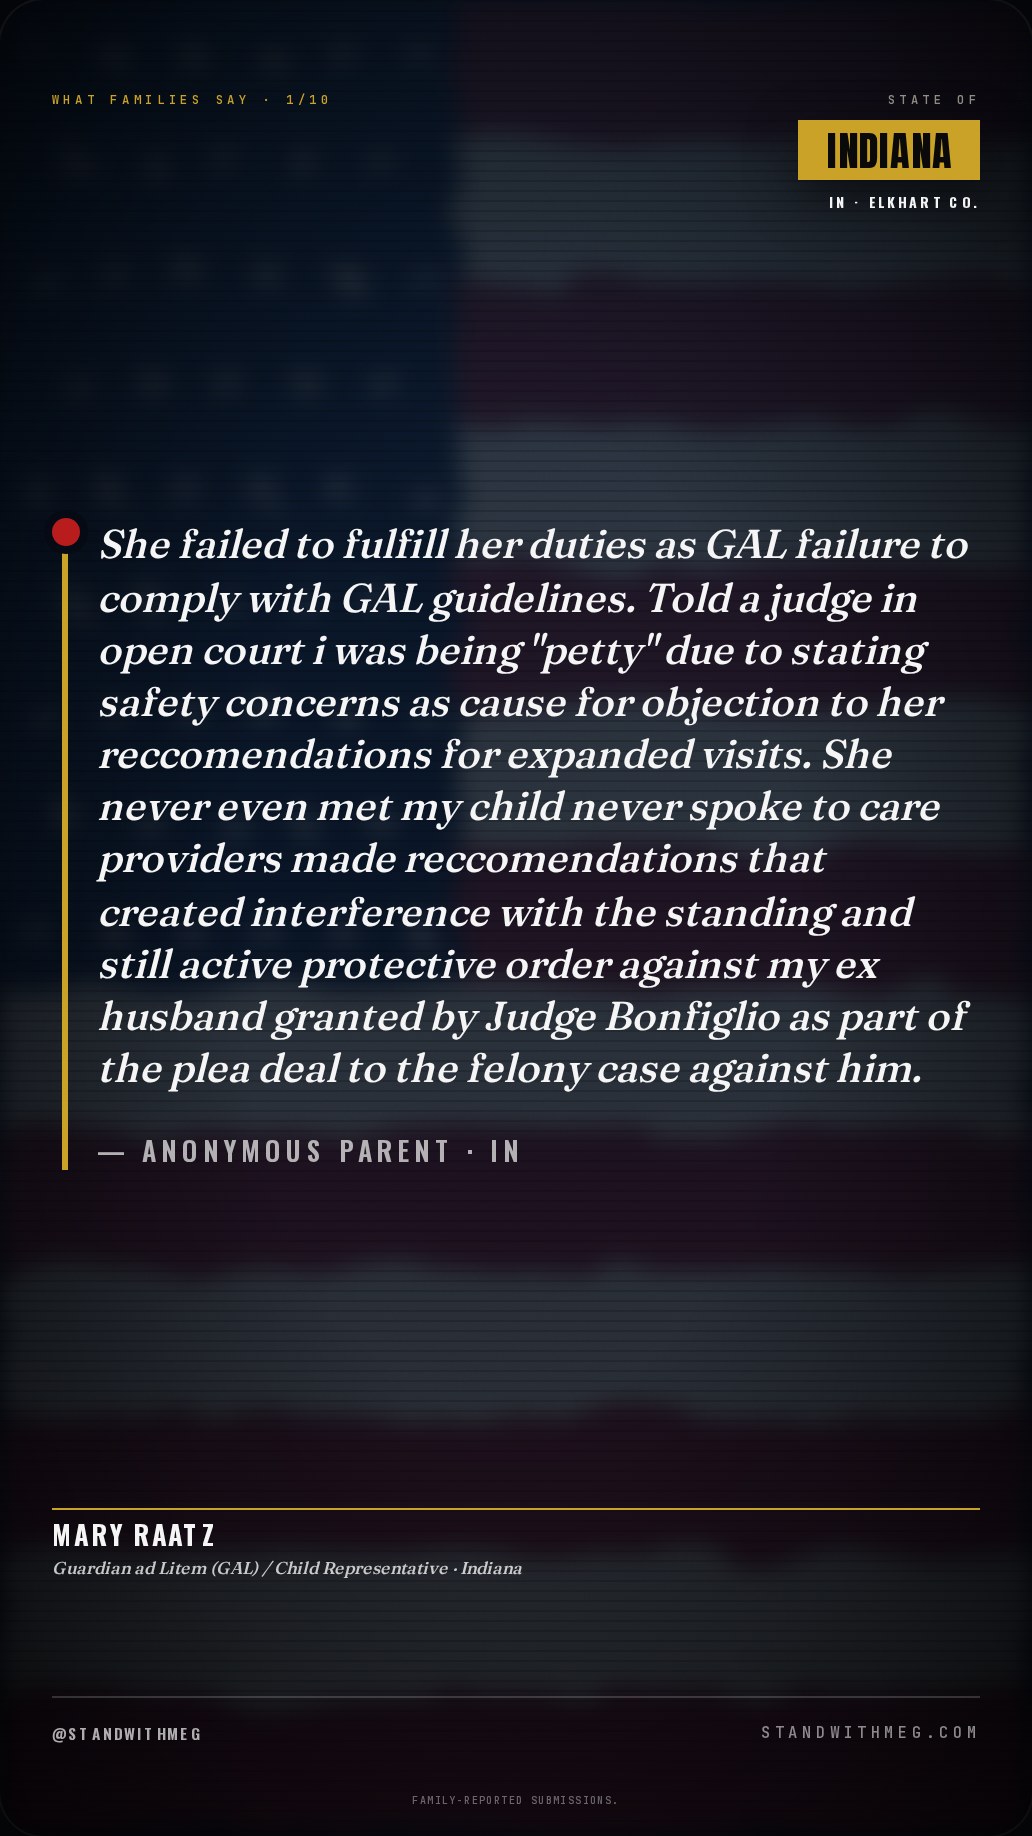 WHAT FAMILIES SAY · 1/10
STATE OF
INDIANA
IN · ELKHART CO.
She failed to fulfill her duties as GAL failure to
comply with GAL guidelines. Told a judge in
open court i was being "petty" due to stating
safety concerns as cause for objection to her
reccomendations for expanded visits. She
never even met my child never spoke to care
providers made reccomendations that
created interference with the standing and
still active protective order against my ex
husband granted by Judge Bonfiglio as part of
the plea deal to the felony case against him.
— ANONYMOUS PARENT · IN
MARY RAATZ
Guardian ad Litem (GAL) / Child Representative · Indiana
@STANDWITHMEG
STANDWITHMEG.COM
FAMILY-REPORTED SUBMISSIONS.